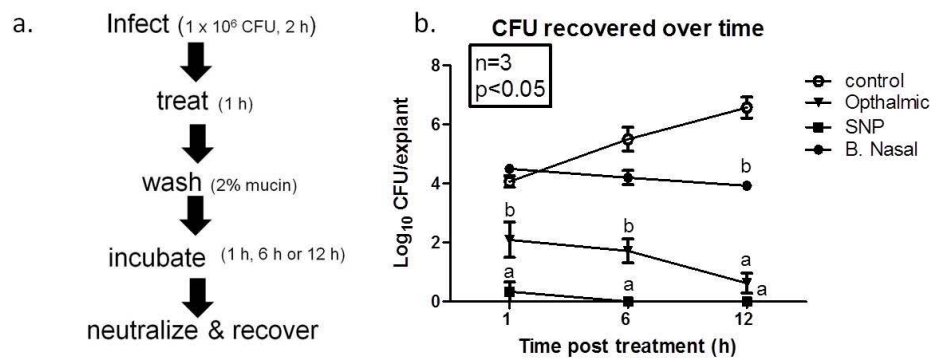 a.
Infect (1 x 10⁶ CFU, 2 h)
treat (1 h)
wash (2% mucin)
incubate (1 h, 6 h or 12 h)
neutralize & recover
b.
CFU recovered over time
n=3
p<0.05
Log₁₀ CFU/explant
8
6
4
2
0
b
b
b
a
a
a
a
1
6
12
Time post treatment (h)
control
Opthalmic
SNP
B. Nasal